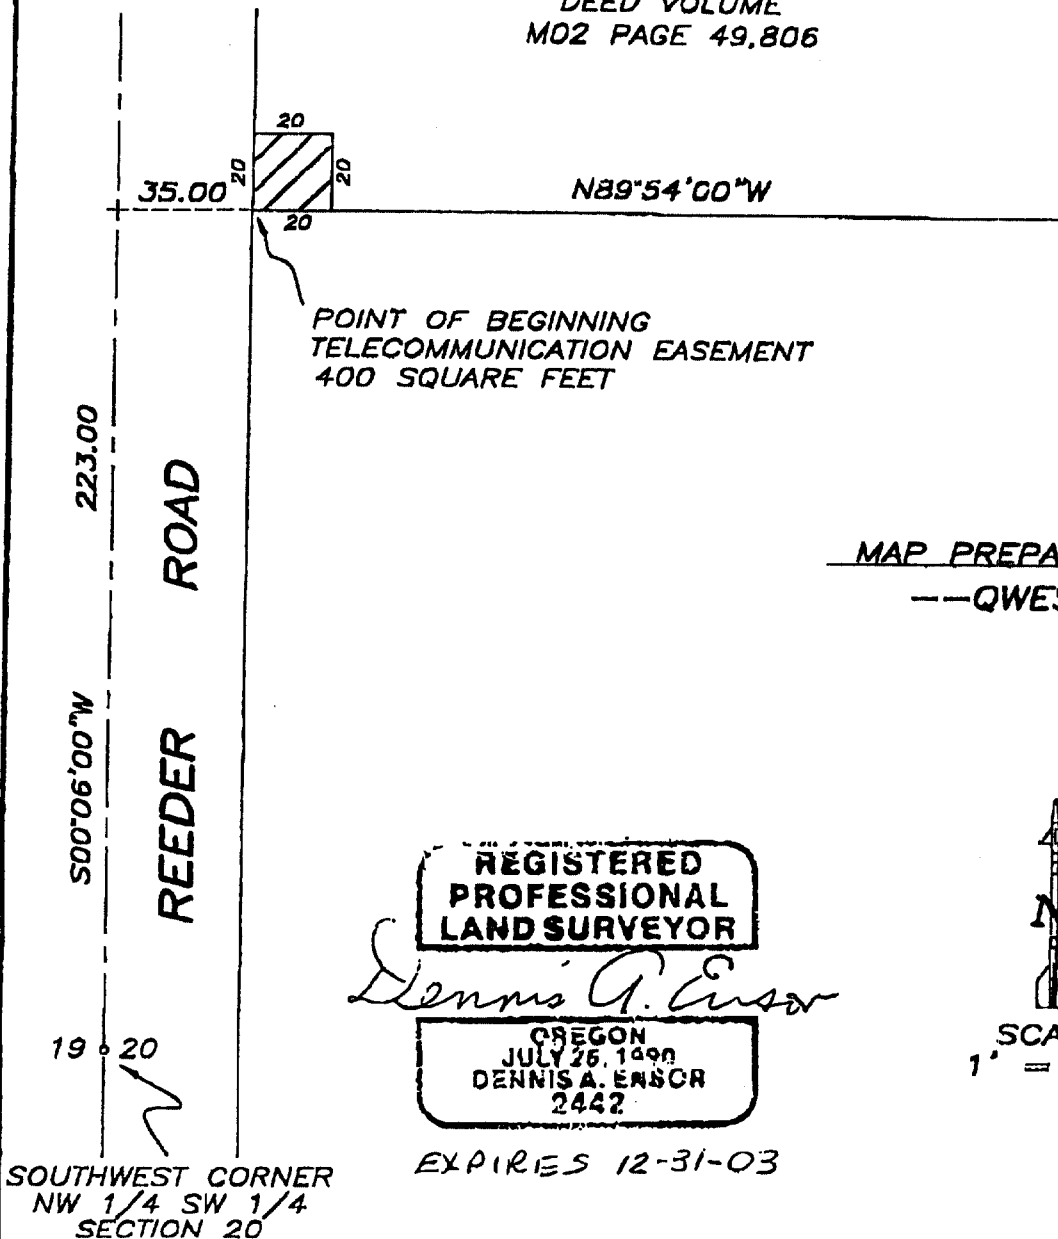 DEED VOLUME
M02 PAGE 49,806
20
20
20
35.00
N89°54'00"W
20
POINT OF BEGINNING
TELECOMMUNICATION EASEMENT
400 SQUARE FEET
223.00
REEDER ROAD
S00°06'00"W
MAP PREPA
--QWES
REGISTERED
PROFESSIONAL
LAND SURVEYOR
Dennis A. Ensor
OREGON
JULY 26, 1990
DENNIS A. ENSOR
2442
EXPIRES 12-31-03
N
SCA
1" =
19 20
SOUTHWEST CORNER
NW 1/4 SW 1/4
SECTION 20